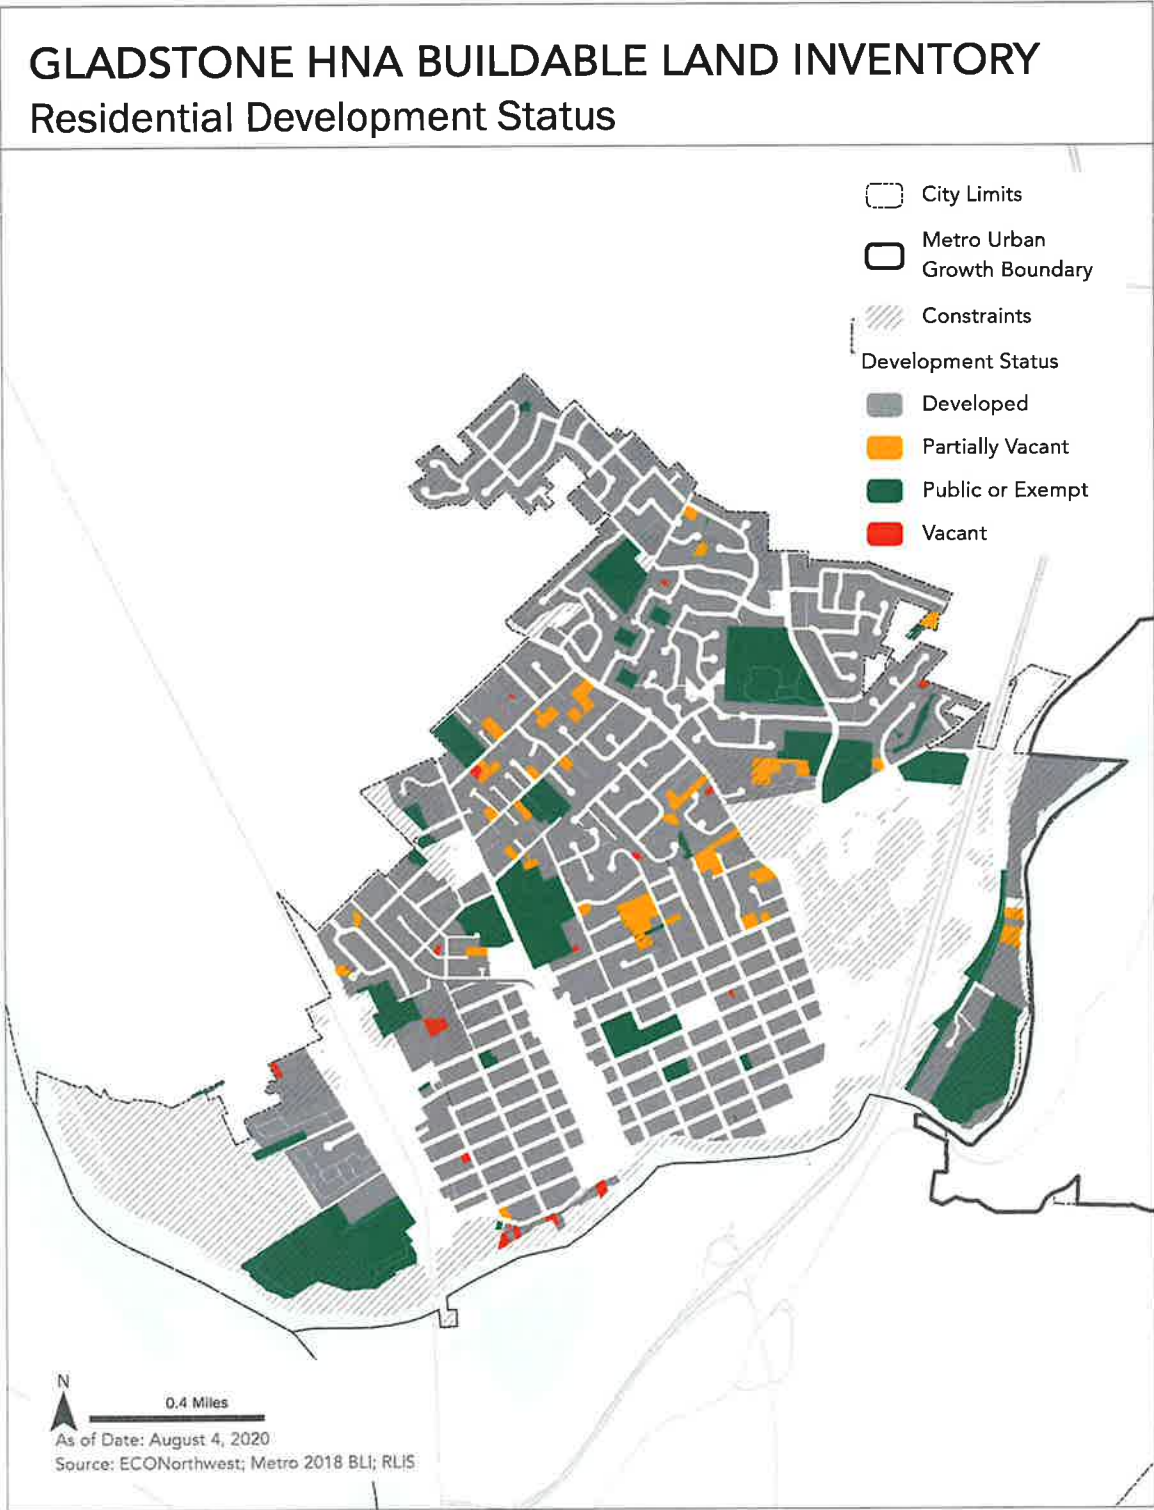 GLADSTONE HNA BUILDABLE LAND INVENTORY
Residential Development Status
City Limits
Metro Urban
Growth Boundary
Constraints
Development Status
Developed
Partially Vacant
Public or Exempt
Vacant
N
0.4 Miles
As of Date: August 4, 2020
Source: ECONorthwest; Metro 2018 BLI; RLIS